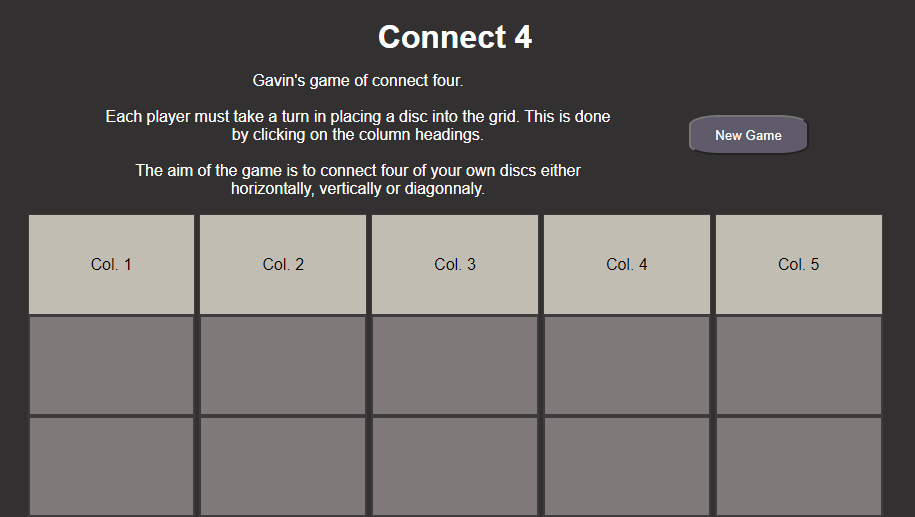 Connect 4
Gavin's game of connect four.
Each player must take a turn in placing a disc into the grid. This is done
by clicking on the column headings.
New Game
The aim of the game is to connect four of your own discs either
horizontally, vertically or diagonnaly.
Col. 1
Col. 2
Col. 3
Col. 4
Col. 5